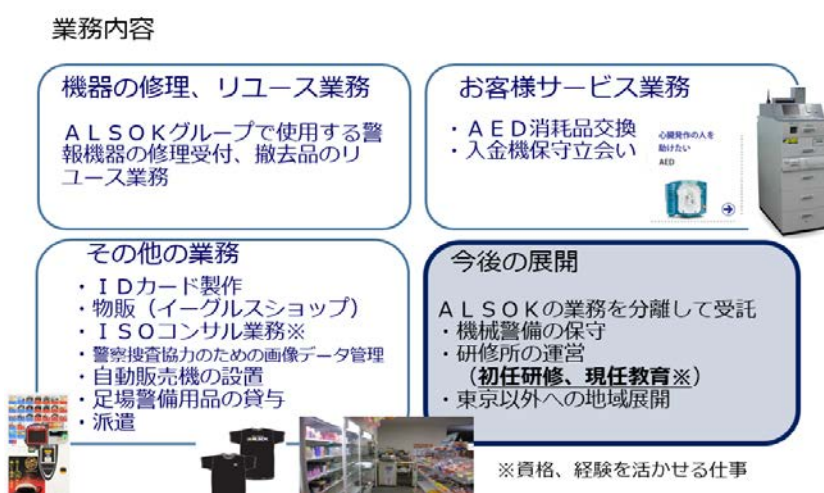 業務内容
機器の修理、リユース業務
ＡＬＳＯＫグループで使用する警
報機器の修理受付、撤去品のリ
ユース業務
お客様サービス業務
・ＡＥＤ消耗品交換
・入金機保守立会い
心臓発作の人を
助けたい
AED
その他の業務
・ＩＤカード製作
・物販（イーグルスショップ）
・ＩＳＯコンサル業務※
・警察捜査協力のための画像データ管理
・自動販売機の設置
・足場警備用品の貸与
・派遣
今後の展開
ＡＬＳＯＫの業務を分離して受託
・機械警備の保守
・研修所の運営
（初任研修、現任教育※）
・東京以外への地域展開
※資格、経験を活かせる仕事